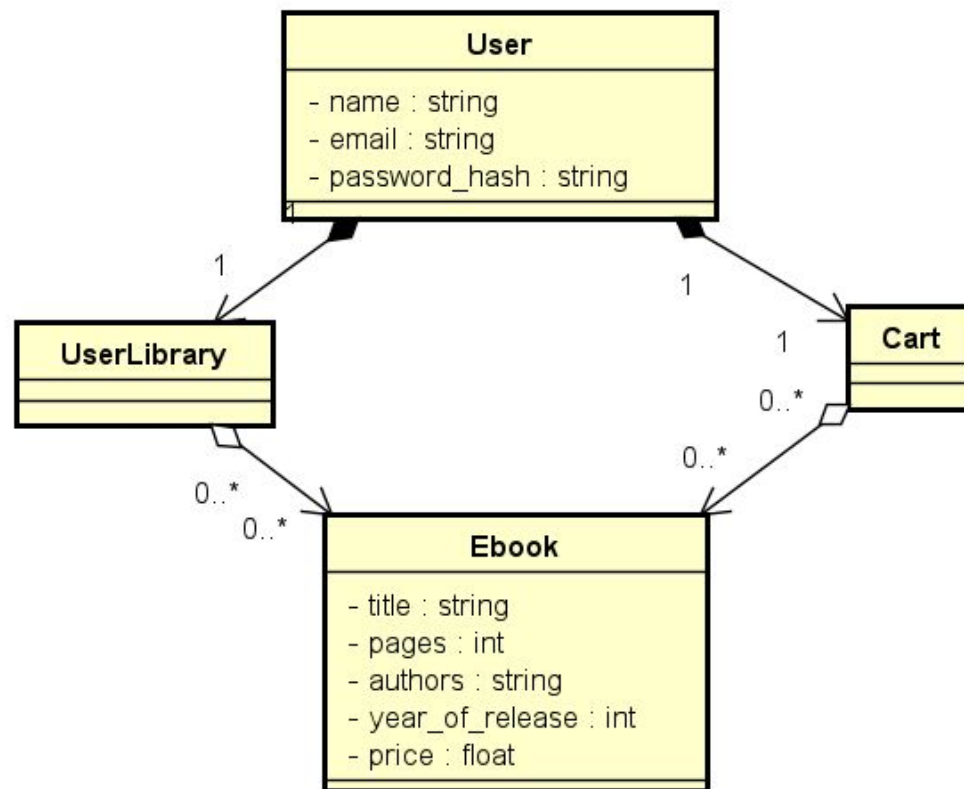 User
- name : string
- email : string
- password_hash : string
1
1
1
UserLibrary
Cart
1
0..*
0..*
0..*
0..*
Ebook
- title : string
- pages : int
- authors : string
- year_of_release : int
- price : float